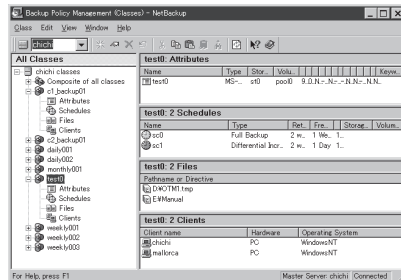 Backup Policy Management (Classes) - NetBackup
Class Edit View Window Help
chichi
All Classes
chichi classes
Composite of all classes
c1_backup01
Attributes
Schedules
Files
Clients
c2_backup01
daily001
daily002
monthly001
test0
Attributes
Schedules
Files
Clients
weekly001
weekly002
weekly003
test0: Attributes
Name Type Stor... Volu... Keyw...
test0 MS-... st0 pool0
test0: 2 Schedules
Name Type Ret... Fre... Storag... Volum...
sc0 Full Backup 2 w... 1 We... 1...
sc1 Differential Incr... 2 w... 1 Day 1...
test0: 2 Files
Pathname or Directive
D:¥OTM1.tmp
E:¥Manual
test0: 2 Clients
Client name Hardware Operating System
chichi PC WindowsNT
mallorca PC WindowsNT
For Help, press F1
Master Server: chichi Connected